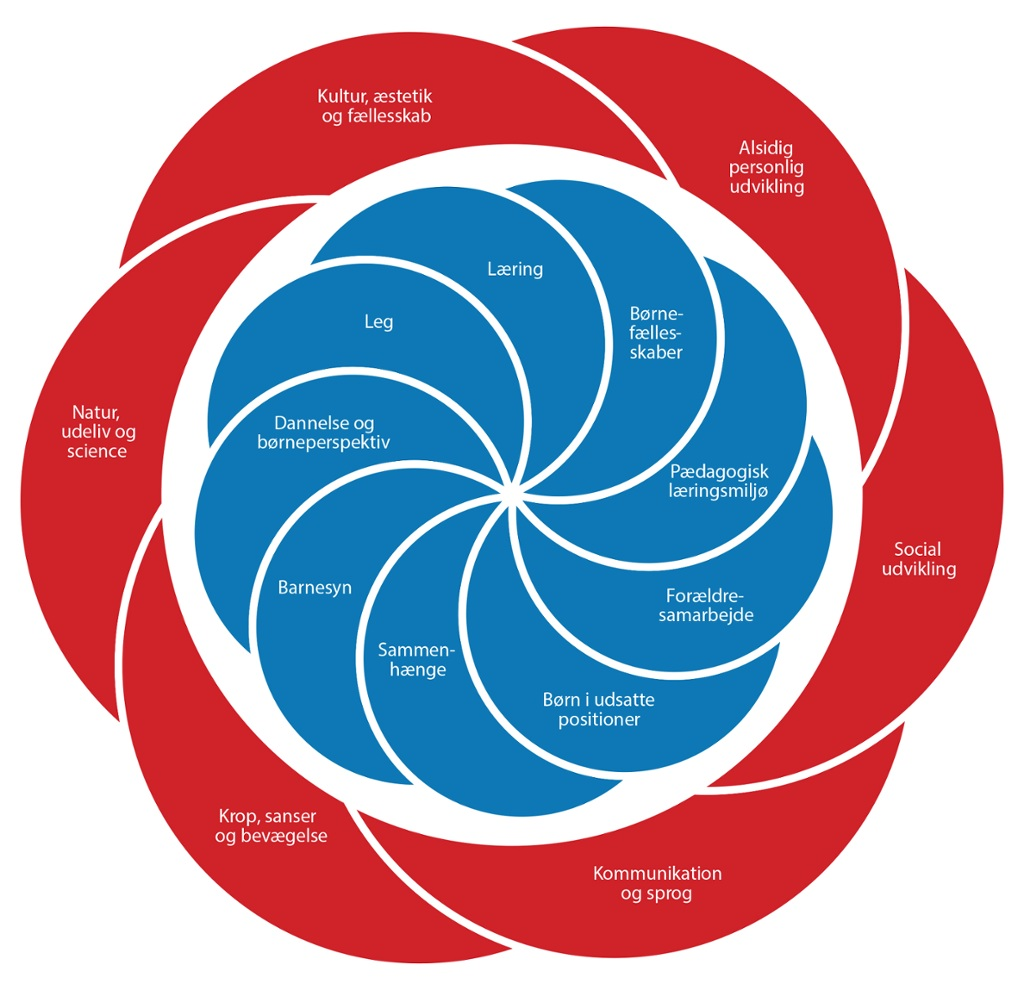 Kultur, æstetik
og fællesskab
Alsidig
personlig
udvikling
Social
udvikling
Kommunikation
og sprog
Krop, sanser
og bevægelse
Natur,
udeliv og
science
Læring
Børne-
fælles-
skaber
Pædagogisk
læringsmiljø
Forældre-
samarbejde
Børn i udsatte
positioner
Sammen-
hænge
Barnesyn
Dannelse og
børneperspektiv
Leg